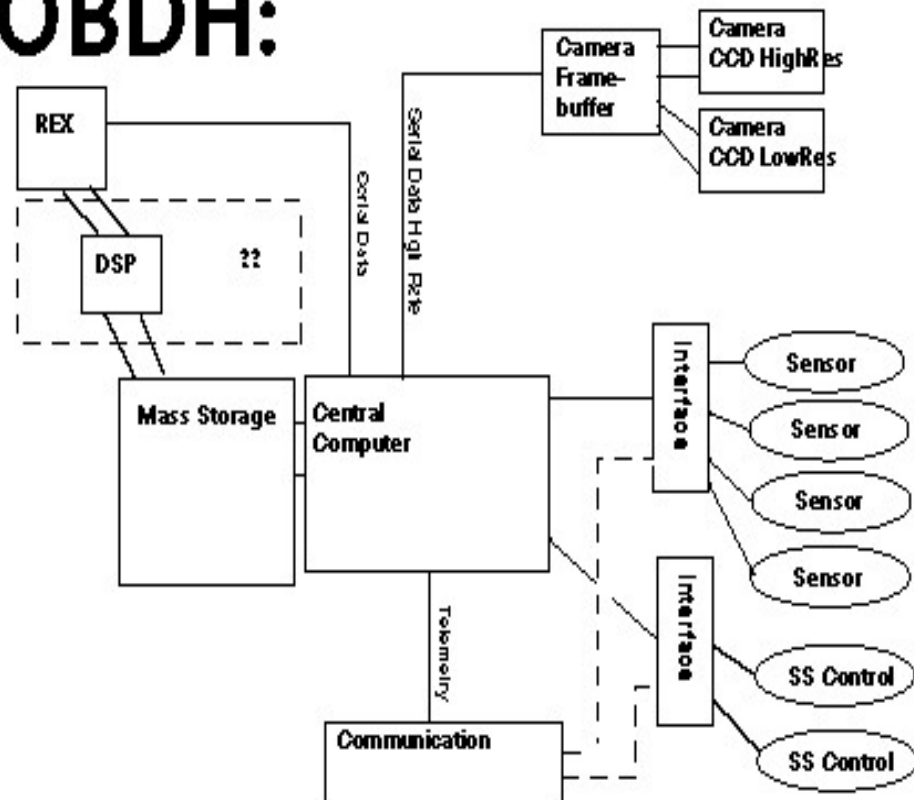 OBDH:
Camera
CCD HighRes
Camera
Frame-
buffer
Camera
CCD LowRes
REX
Serial Data
Serial Data High Rate
DSP
??
Mass Storage
Central
Computer
Interface
Sensor
Sensor
Sensor
Sensor
Interface
SS Control
SS Control
Telemetry
Communication